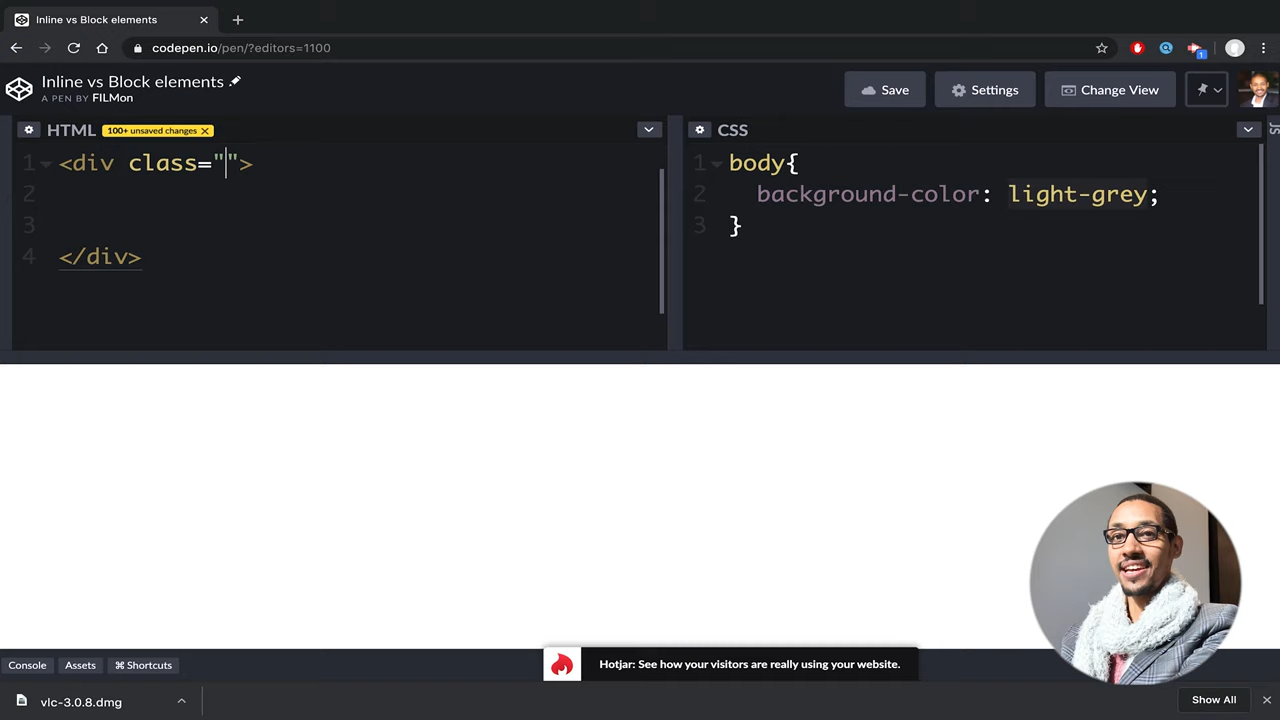 Inline vs Block elements
codepen.io/pen/?editors=1100
1
Inline vs Block elements
A PEN BY FILMon
Save
Settings
Change View
HTML 100+ unsaved changes
CSS
JS
1 <div class="">
2
3
4 </div>
1 body{
2 background-color: light-grey;
3 }
Console Assets ⌘ Shortcuts
Hotjar: See how your visitors are really using your website.
vlc-3.0.8.dmg
Show All